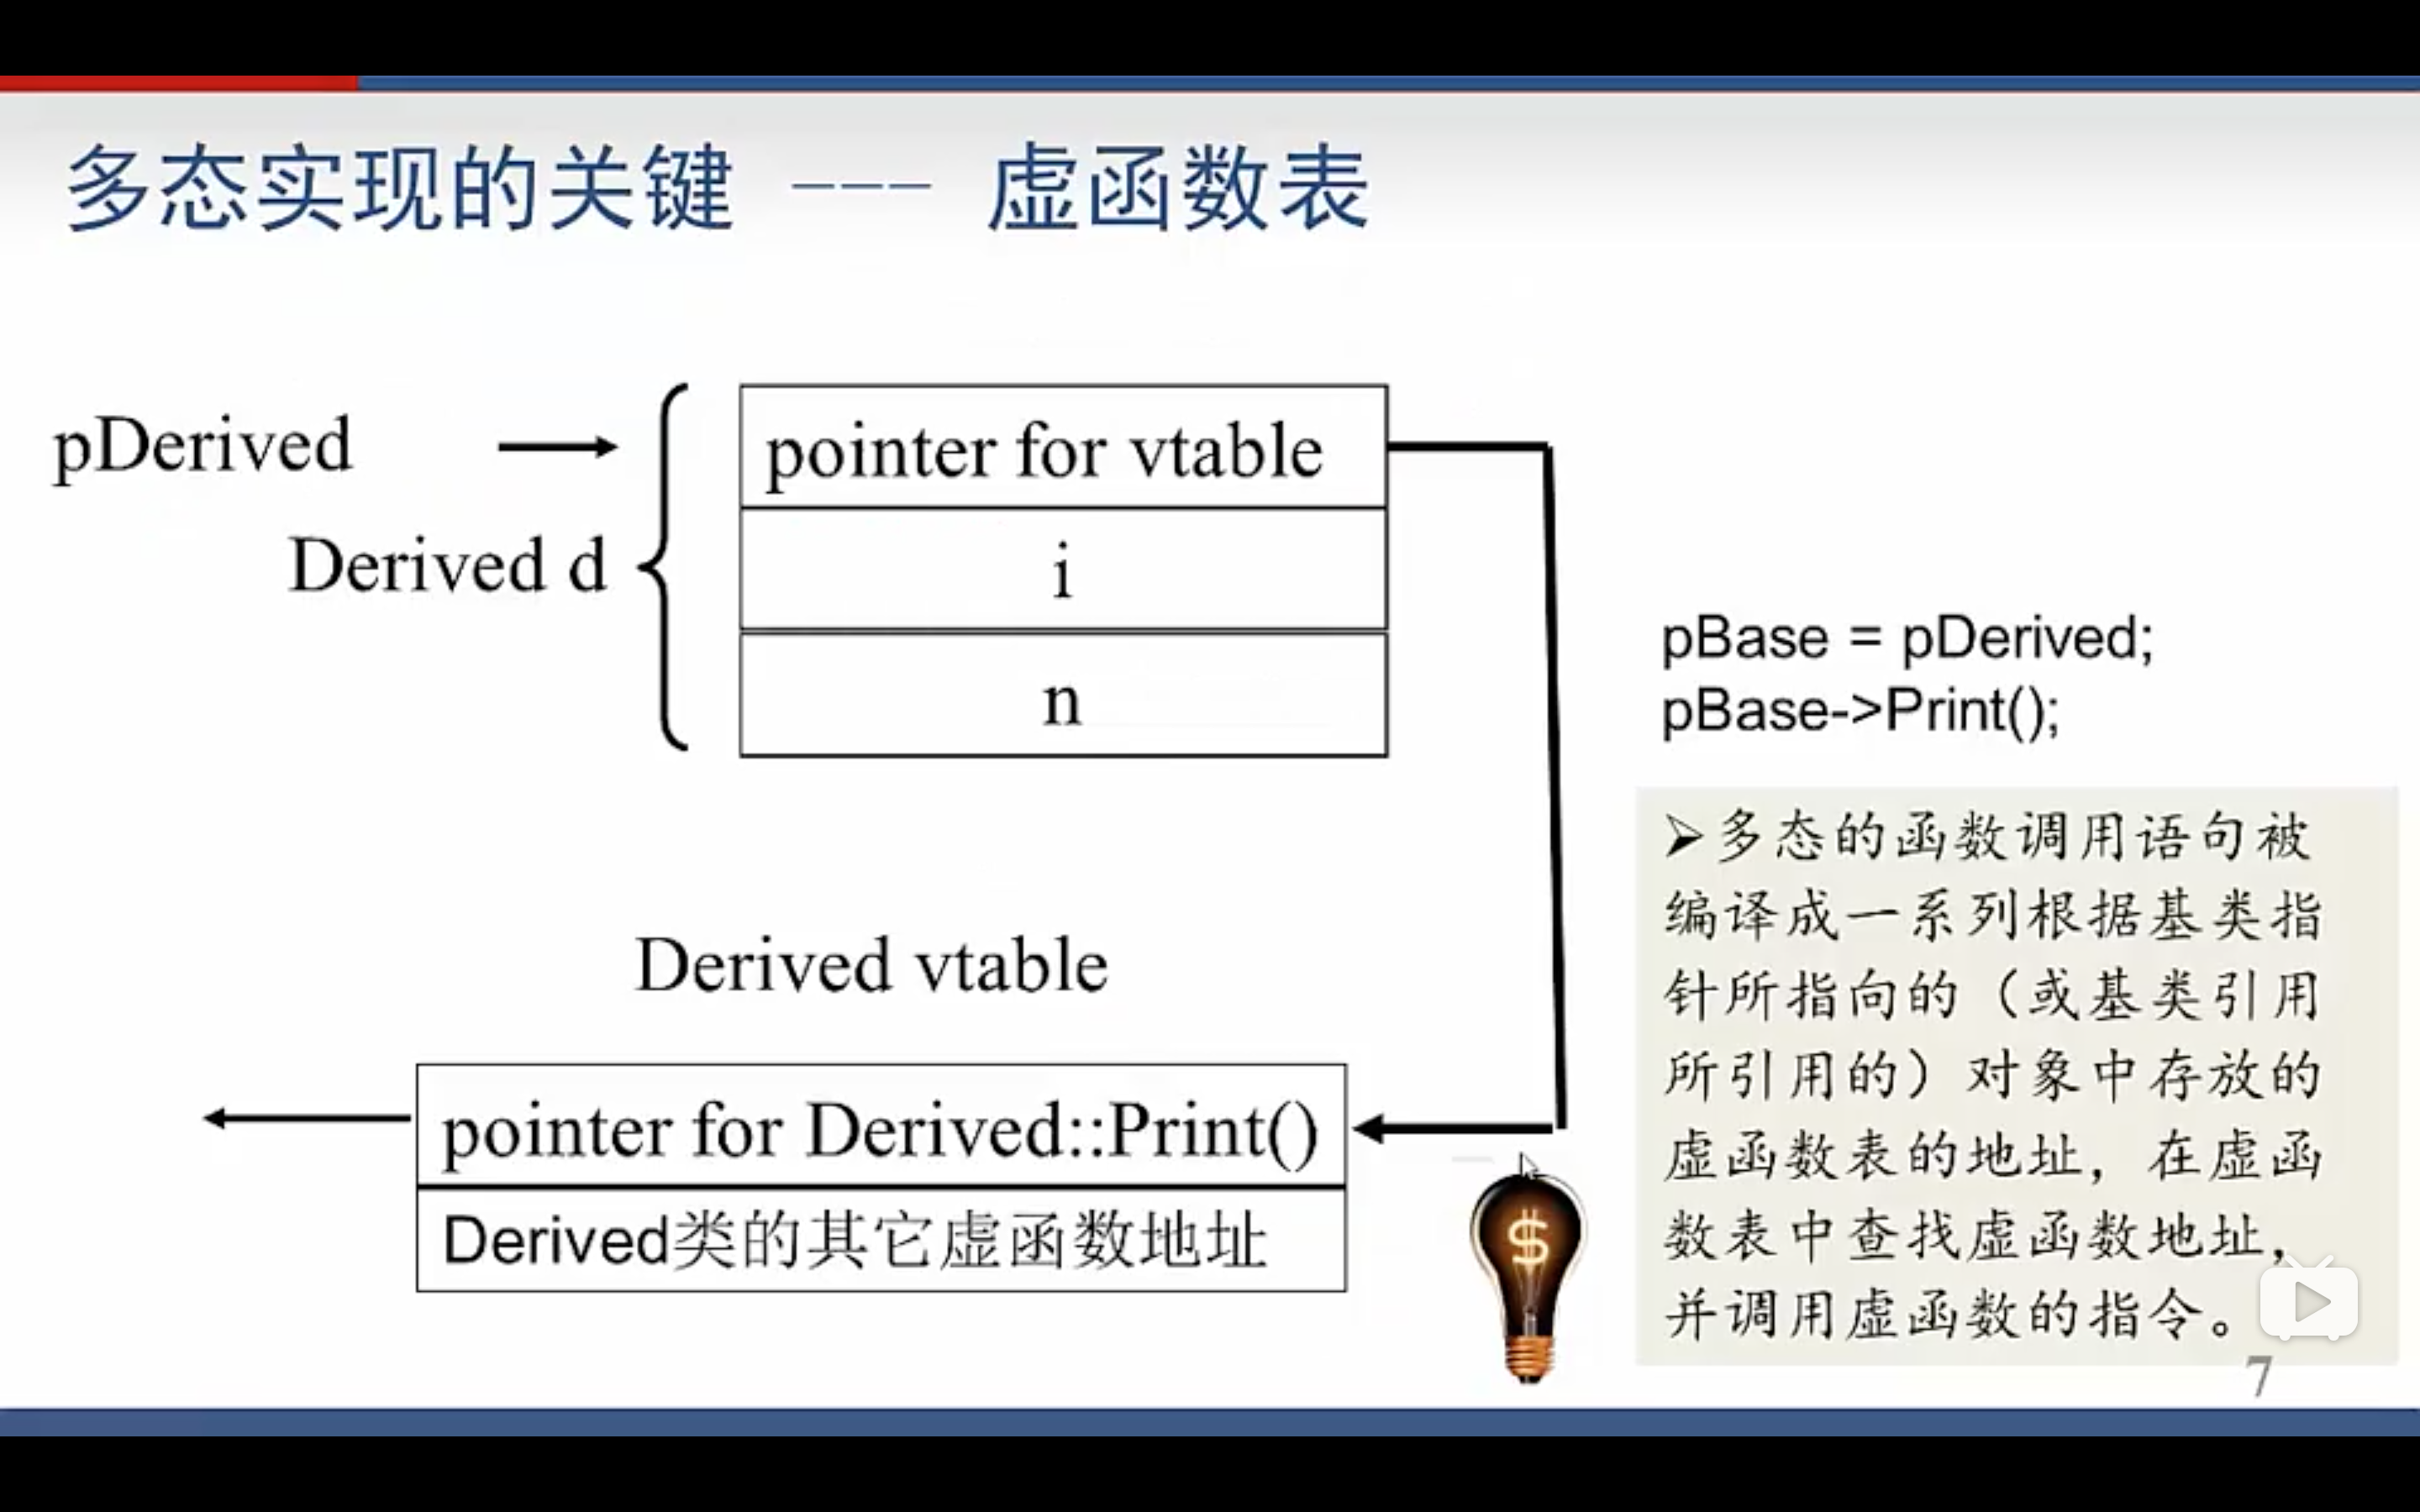 多态实现的关键 --- 虚函数表
pDerived
pointer for vtable
Derived d
i
n
pBase = pDerived;
pBase->Print();
Derived vtable
pointer for Derived::Print()
Derived类的其它虚函数地址
$
➢多态的函数调用语句被
编译成一系列根据基类指
针所指向的（或基类引用
所引用的）对象中存放的
虚函数表的地址，在虚函
数表中查找虚函数地址，
并调用虚函数的指令。
7